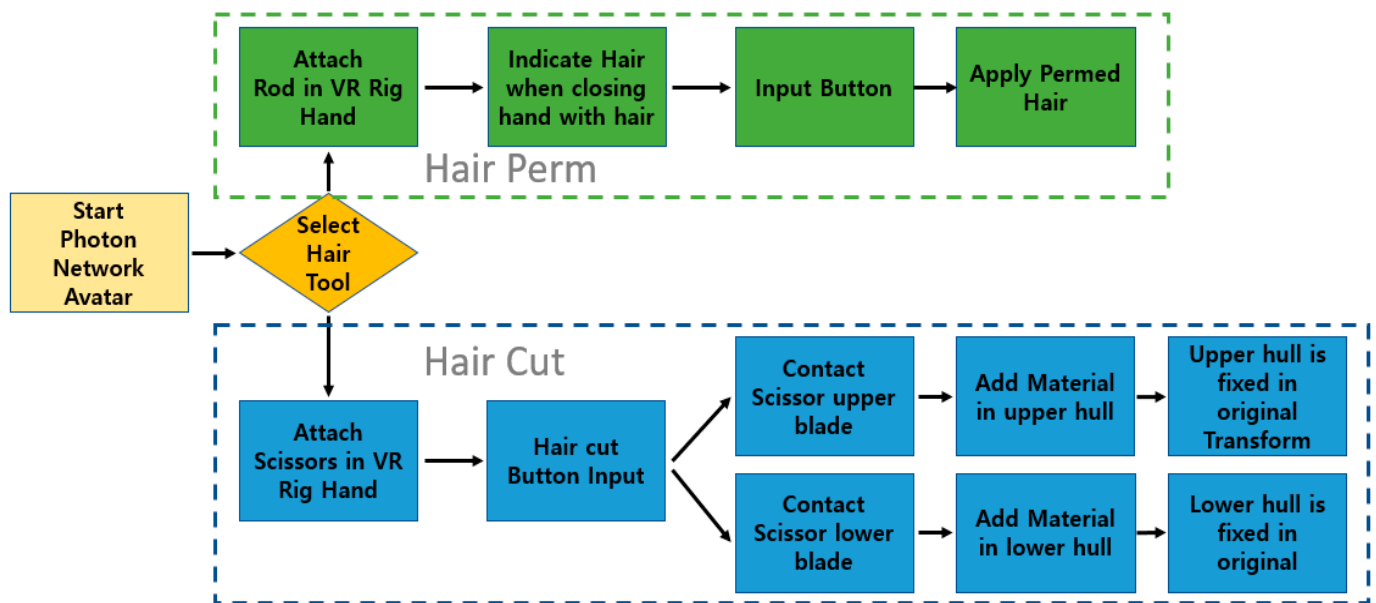 Attach
Rod in VR Rig
Hand
Indicate Hair
when closing
hand with hair
Input Button
Apply Permed
Hair
Hair Perm
Start
Photon
Network
Avatar
Select
Hair
Tool
Hair Cut
Attach
Scissors in VR
Rig Hand
Hair cut
Button Input
Contact
Scissor upper
blade
Add Material
in upper hull
Upper hull is
fixed in
original
Transform
Contact
Scissor lower
blade
Add Material
in lower hull
Lower hull is
fixed in
original